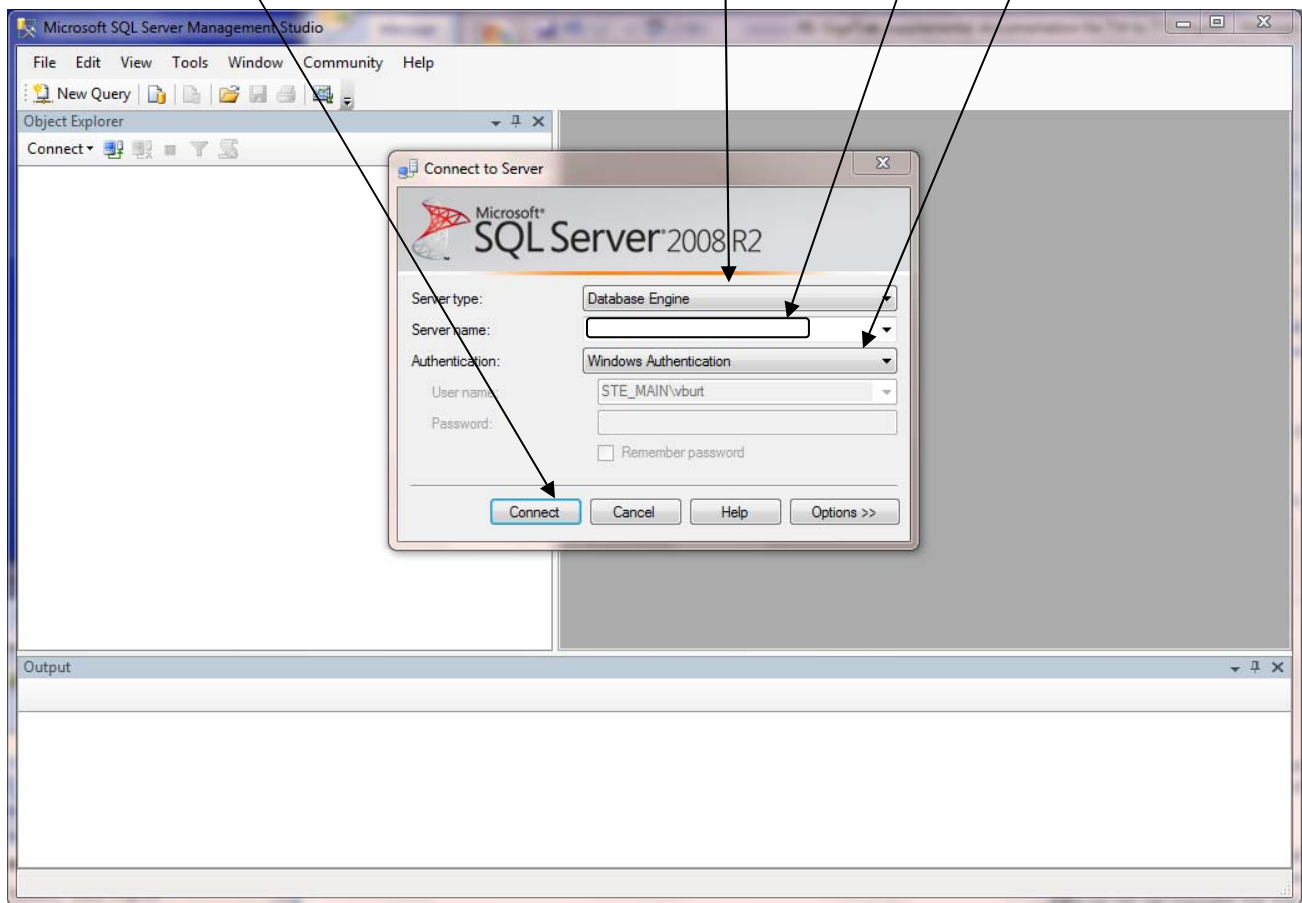 Microsoft SQL Server Management Studio
File Edit View Tools Window Community Help
New Query
Object Explorer
Connect
Connect to Server
Microsoft®
SQL Server® 2008 R2
Server type: Database Engine
Server name:
Authentication: Windows Authentication
User name: STE_MAIN\vburt
Password:
Remember password
Connect Cancel Help Options >>
Output